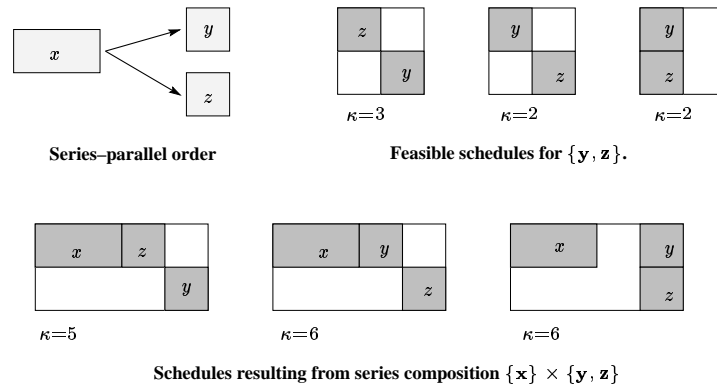 x
y
z
Series–parallel order
z
y
κ=3
y
z
κ=2
y
z
κ=2
Feasible schedules for {y, z}.
x z
y
κ=5
x y
z
κ=6
x y
z
κ=6
Schedules resulting from series composition {x} × {y, z}